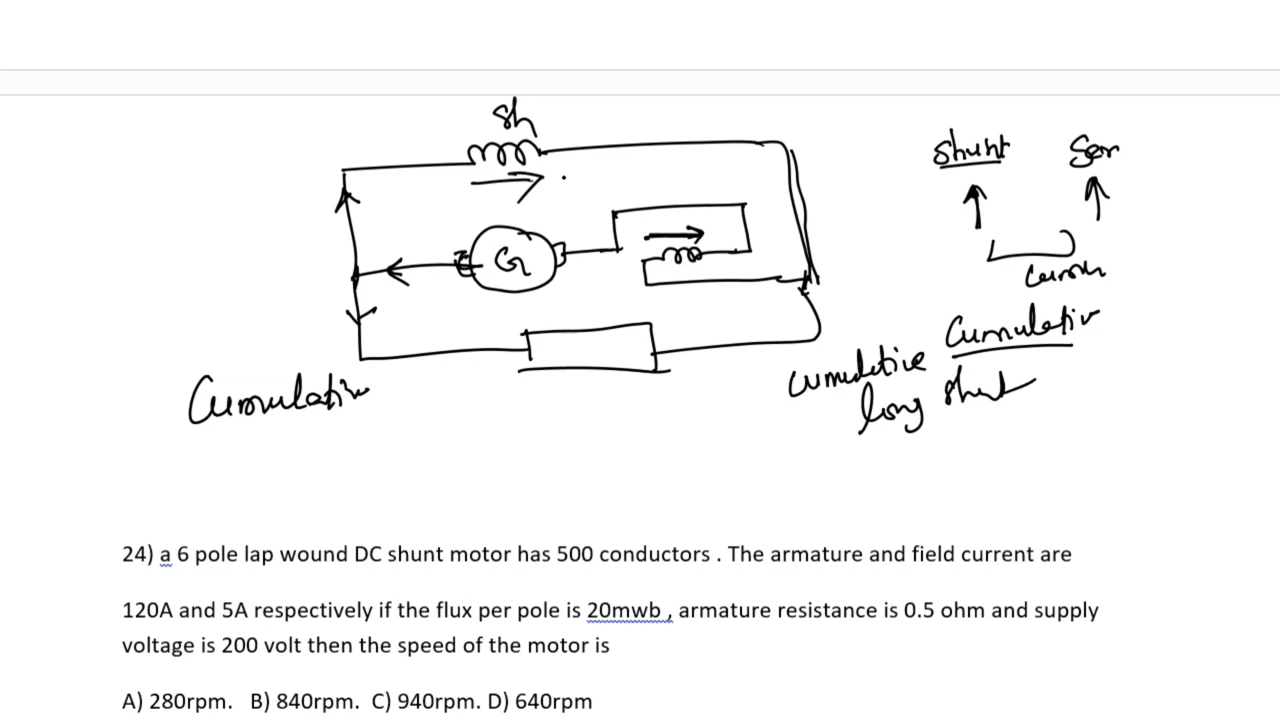 Sh
shunt Ser
G
Cumulativ
Cumulativ
cumulative
long shunt
24) a 6 pole lap wound DC shunt motor has 500 conductors . The armature and field current are
120A and 5A respectively if the flux per pole is 20mwb , armature resistance is 0.5 ohm and supply
voltage is 200 volt then the speed of the motor is
A) 280rpm. B) 840rpm. C) 940rpm. D) 640rpm